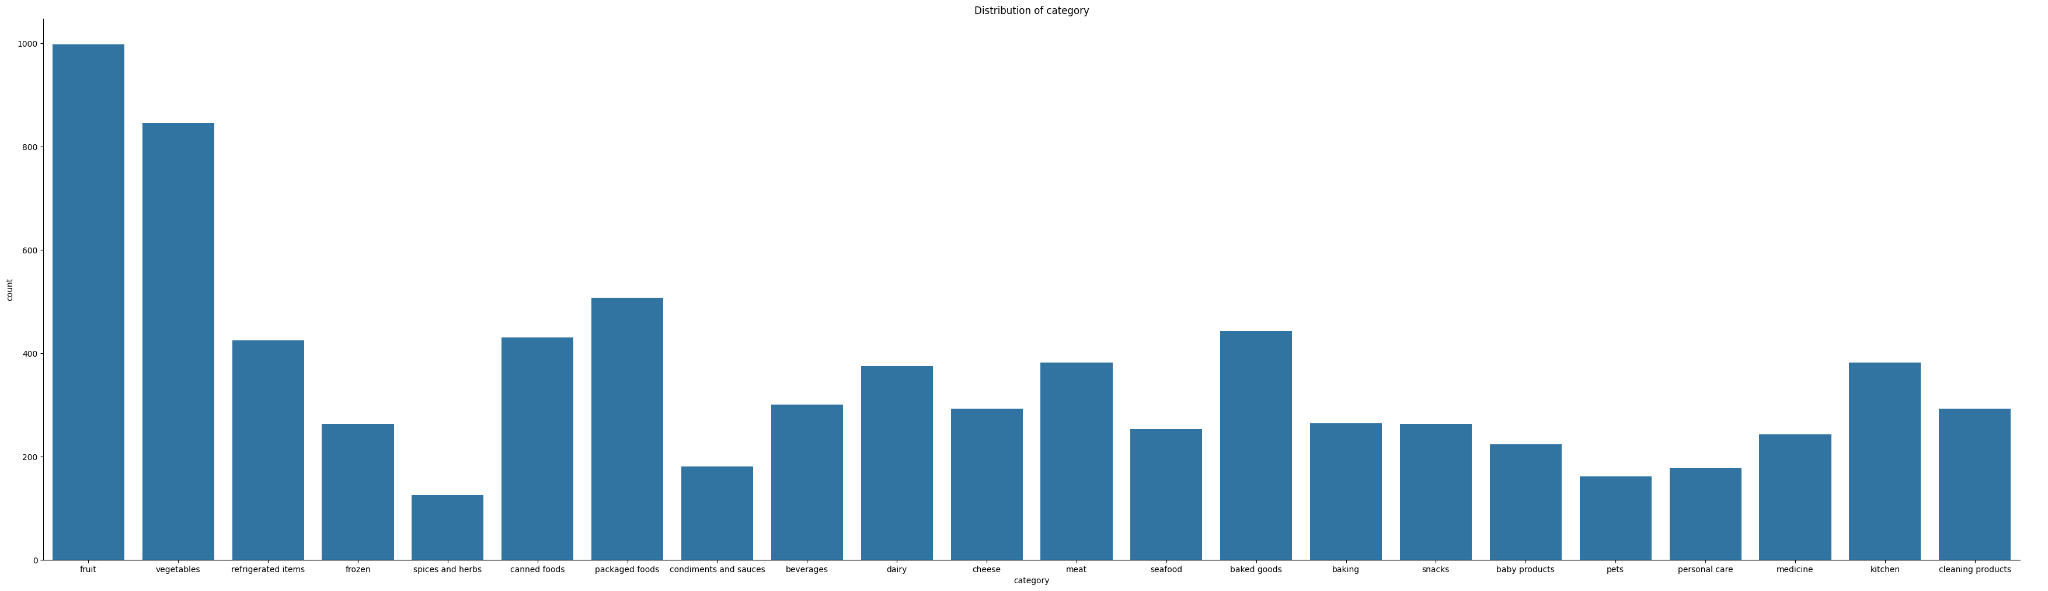 Distribution of category
1000
800
600
400
200
0
count
fruit vegetables refrigerated items frozen spices and herbs canned foods packaged foods condiments and sauces beverages dairy cheese meat seafood baked goods baking snacks baby products pets personal care medicine kitchen cleaning products
category